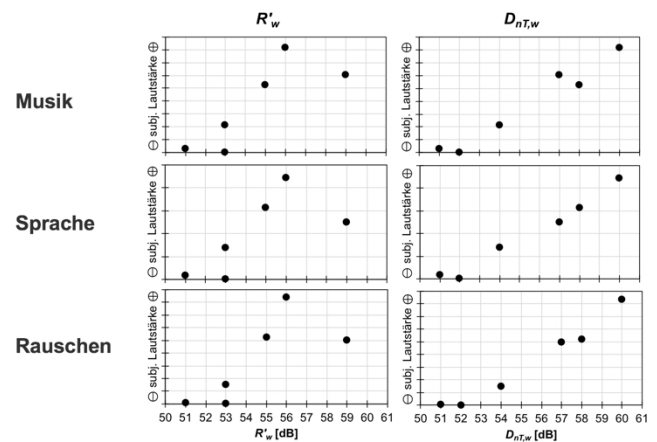 R'w
DnT,w
Musik
⊖ subj. Lautstärke ⊕
⊖ subj. Lautstärke ⊕
Sprache
⊖ subj. Lautstärke ⊕
⊖ subj. Lautstärke ⊕
Rauschen
⊖ subj. Lautstärke ⊕
⊖ subj. Lautstärke ⊕
50 51 52 53 54 55 56 57 58 59 60 61
50 51 52 53 54 55 56 57 58 59 60 61
R'w [dB]
DnT,w [dB]